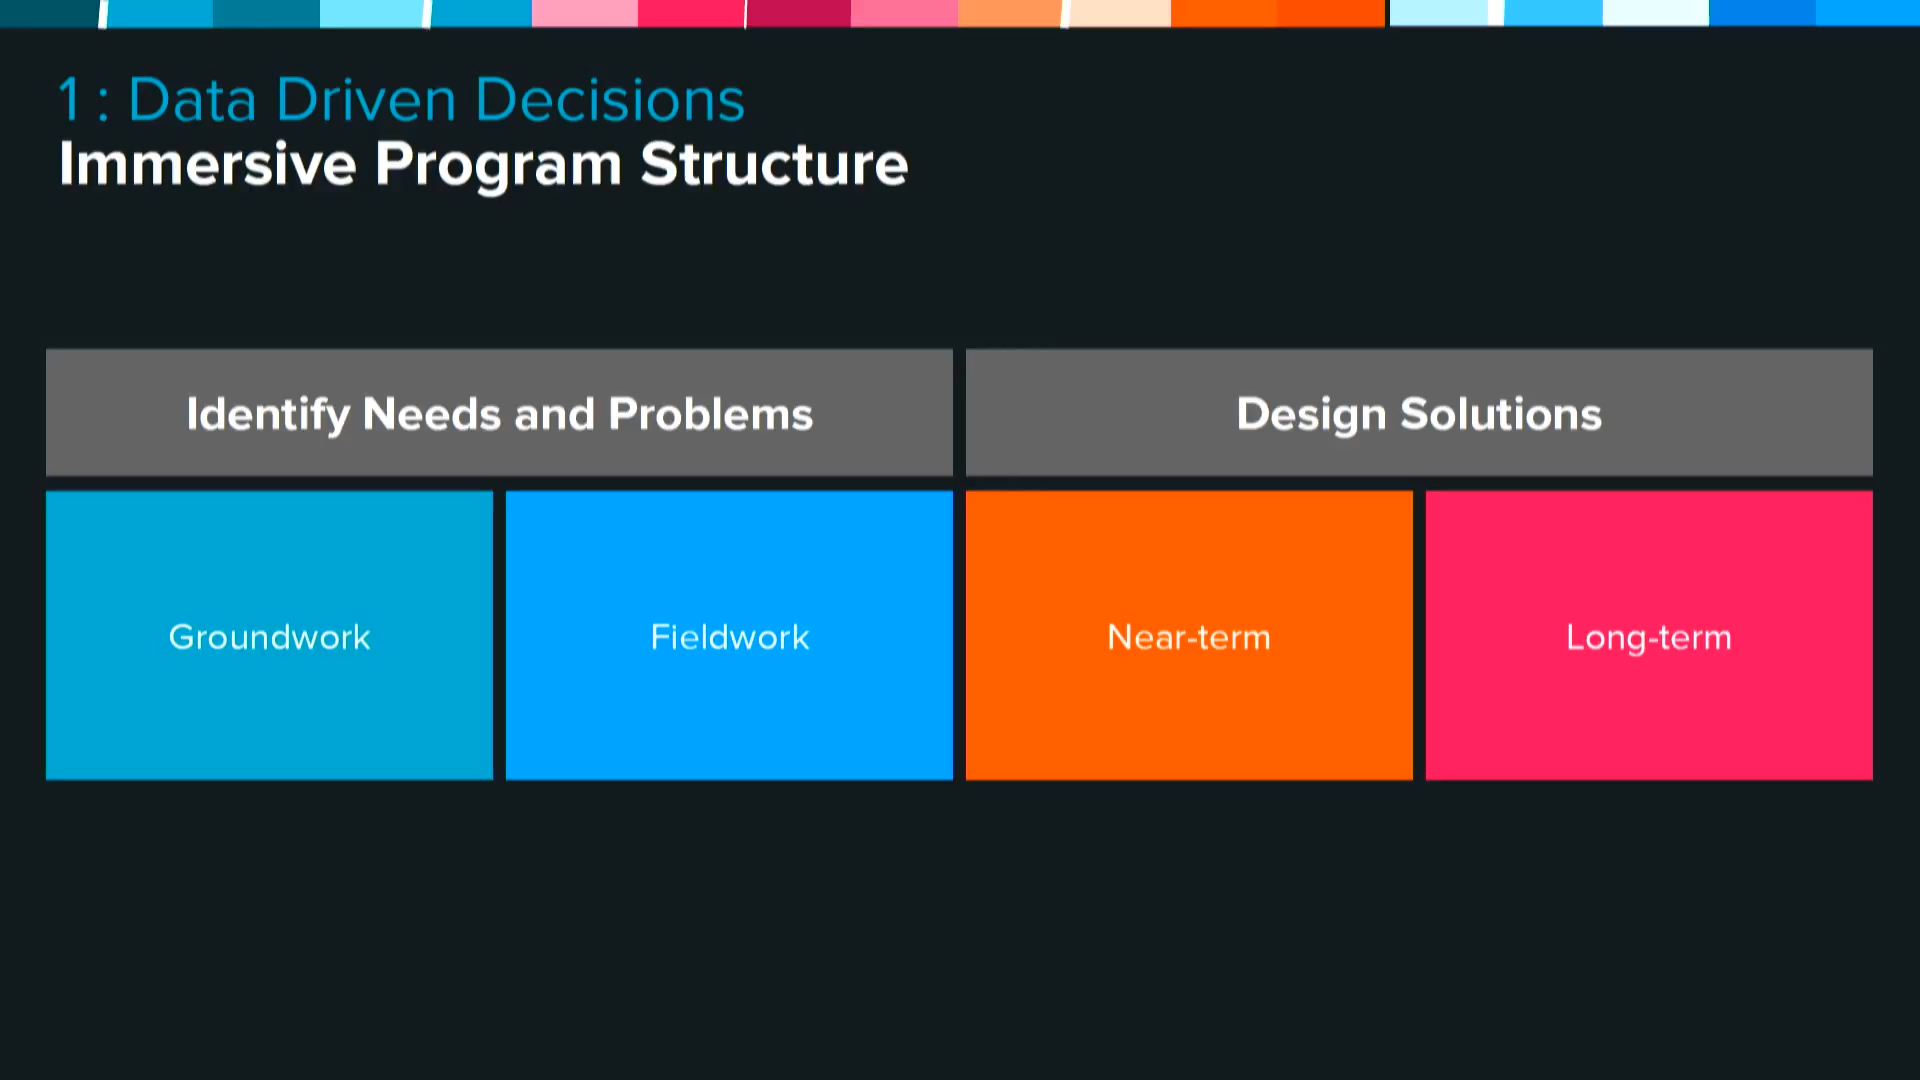 1 : Data Driven Decisions
Immersive Program Structure
Identify Needs and Problems
Design Solutions
Groundwork
Fieldwork
Near-term
Long-term